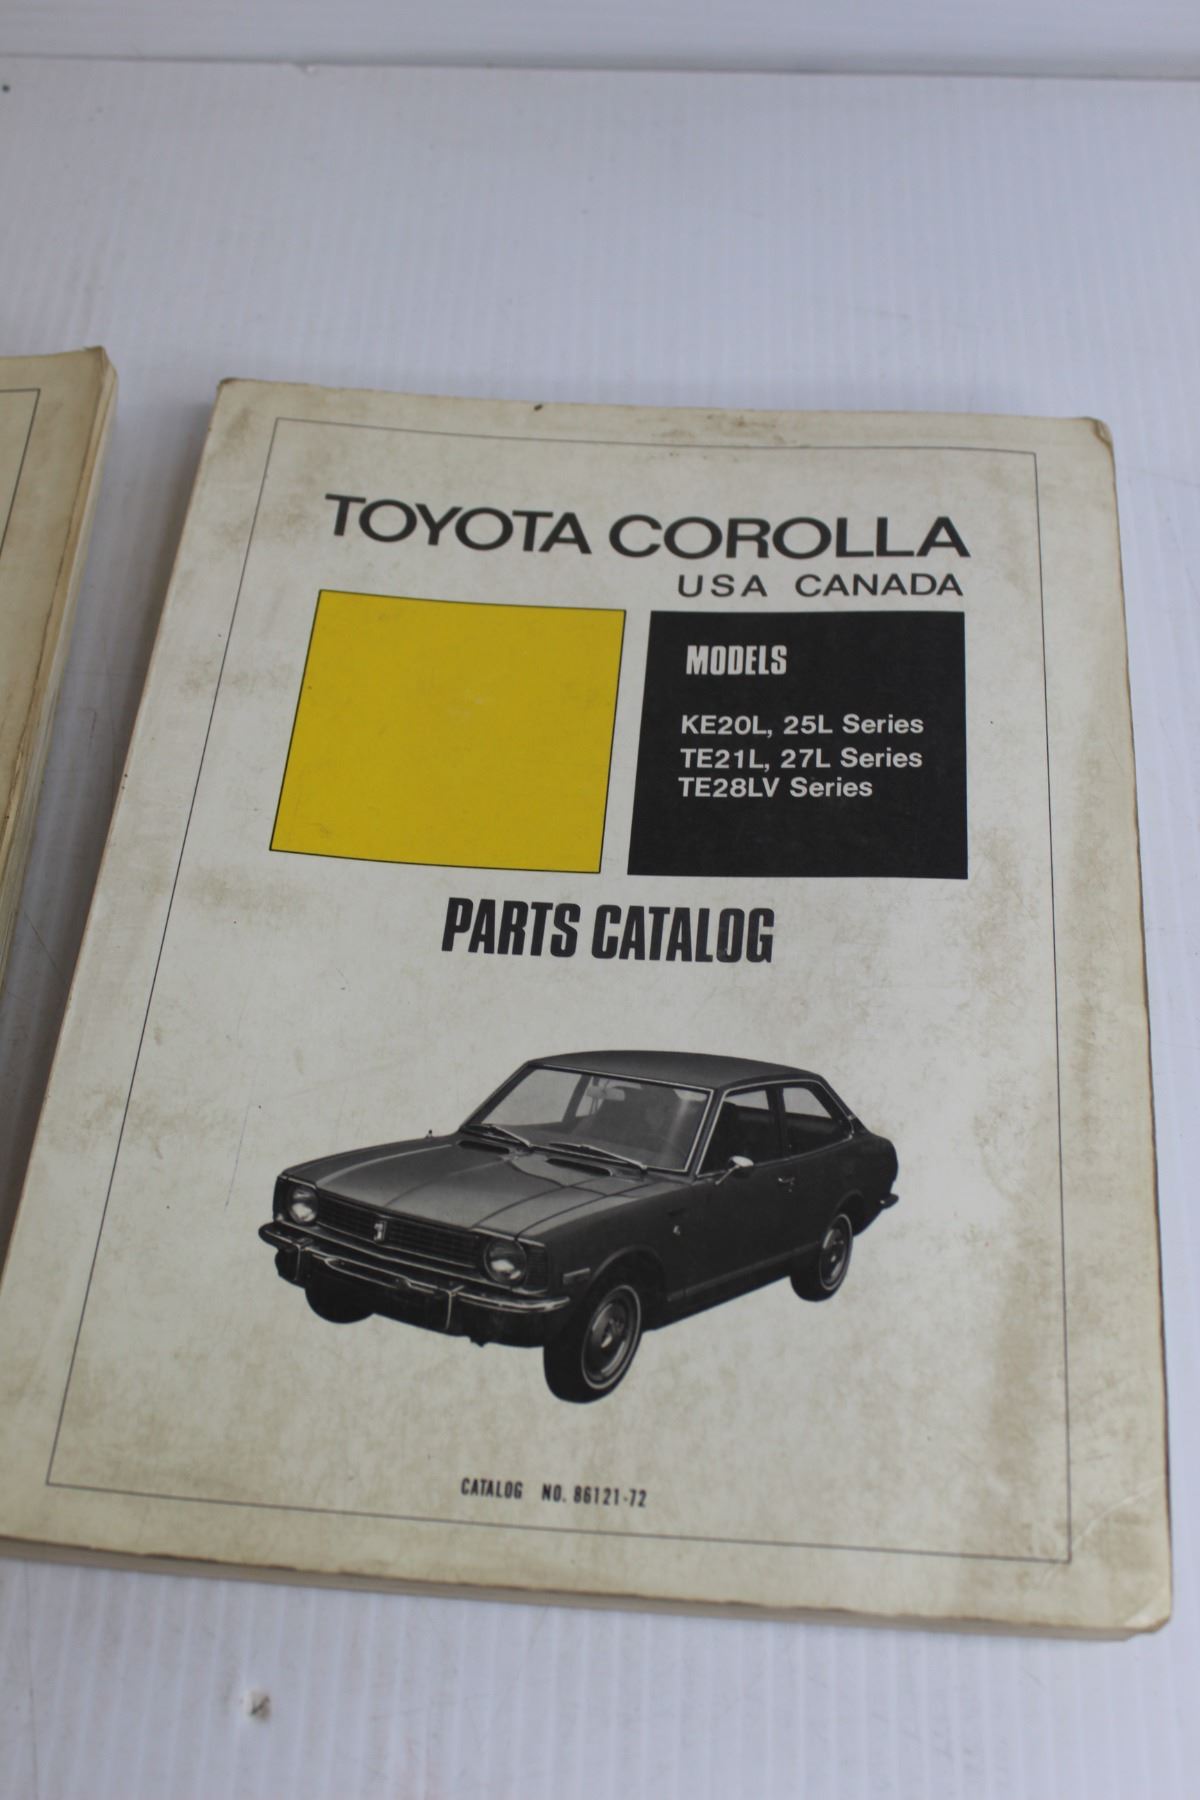 TOYOTA COROLLA
USA CANADA
MODELS
KE20L, 25L Series
TE21L, 27L Series
TE28LV Series
PARTS CATALOG
CATALOG NO. 86121-72